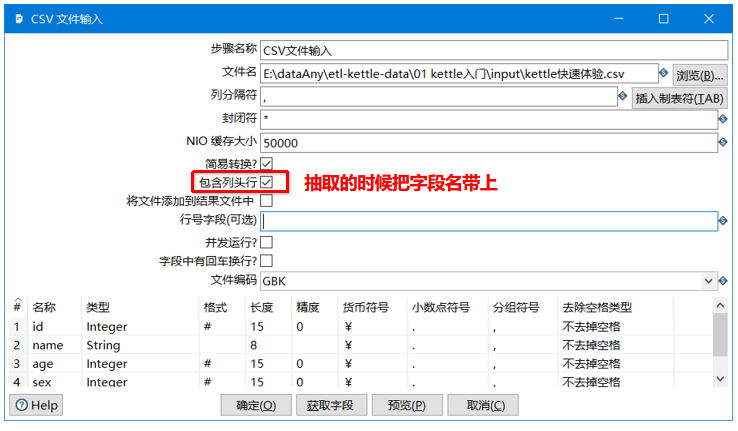 CSV 文件输入
步骤名称 CSV文件输入
文件名 E:\dataAny\etl-kettle-data\01 kettle入门\input\kettle快速体验.csv 浏览(B)...
列分隔符 , 插入制表符(TAB)
封闭符 "
NIO 缓存大小 50000
简易转换?
包含列头行 抽取的时候把字段名带上
将文件添加到结果文件中
行号字段(可选)
并发运行?
字段中有回车换行?
文件编码 GBK
# 名称 类型 格式 长度 精度 货币符号 小数点符号 分组符号 去除空格类型
1 id Integer # 15 0 ¥ . , 不去掉空格
2 name String 8 ¥ 不去掉空格
3 age Integer # 15 0 ¥ . , 不去掉空格
4 sex Integer # 15 0 ¥ . , 不去掉空格
Help 确定(O) 获取字段 预览(P) 取消(C)